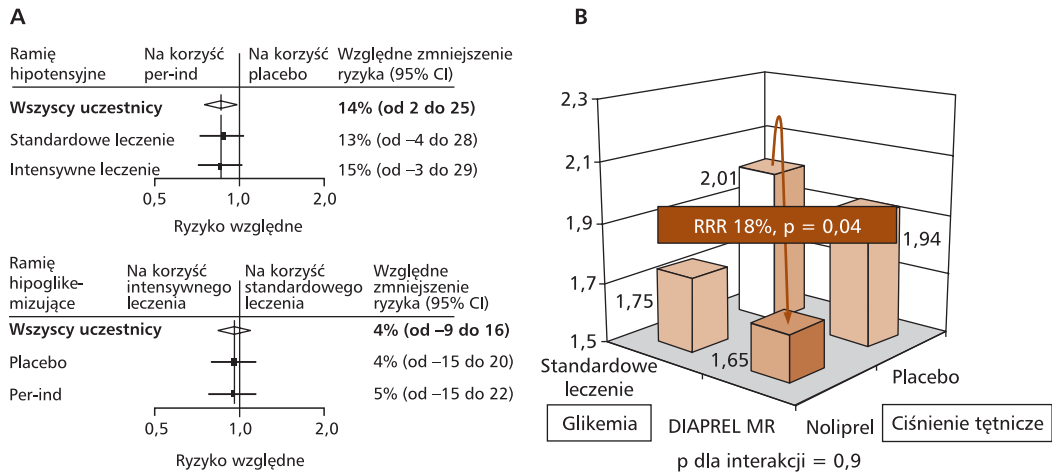 A
Ramię
hipotensyjne
Na korzyść
per-ind
Na korzyść
placebo
Względne zmniejszenie
ryzyka (95% CI)
Wszyscy uczestnicy
14% (od 2 do 25)
Standardowe leczenie
13% (od –4 do 28)
Intensywne leczenie
15% (od –3 do 29)
0,5
1,0
2,0
Ryzyko względne
Ramię
hipoglike-
mizujące
Na korzyść
intensywnego
leczenia
Na korzyść
standardowego
leczenia
Względne
zmniejszenie
ryzyka (95% CI)
Wszyscy uczestnicy
4% (od –9 do 16)
Placebo
4% (od –15 do 20)
Per-ind
5% (od –15 do 22)
0,5
1,0
2,0
Ryzyko względne
B
2,3
2,1
1,9
1,7
1,5
2,01
RRR 18%, p = 0,04
1,94
1,75
1,65
Standardowe
leczenie
Placebo
Glikemia
DIAPREL MR
Noliprel
Ciśnienie tętnicze
p dla interakcji = 0,9